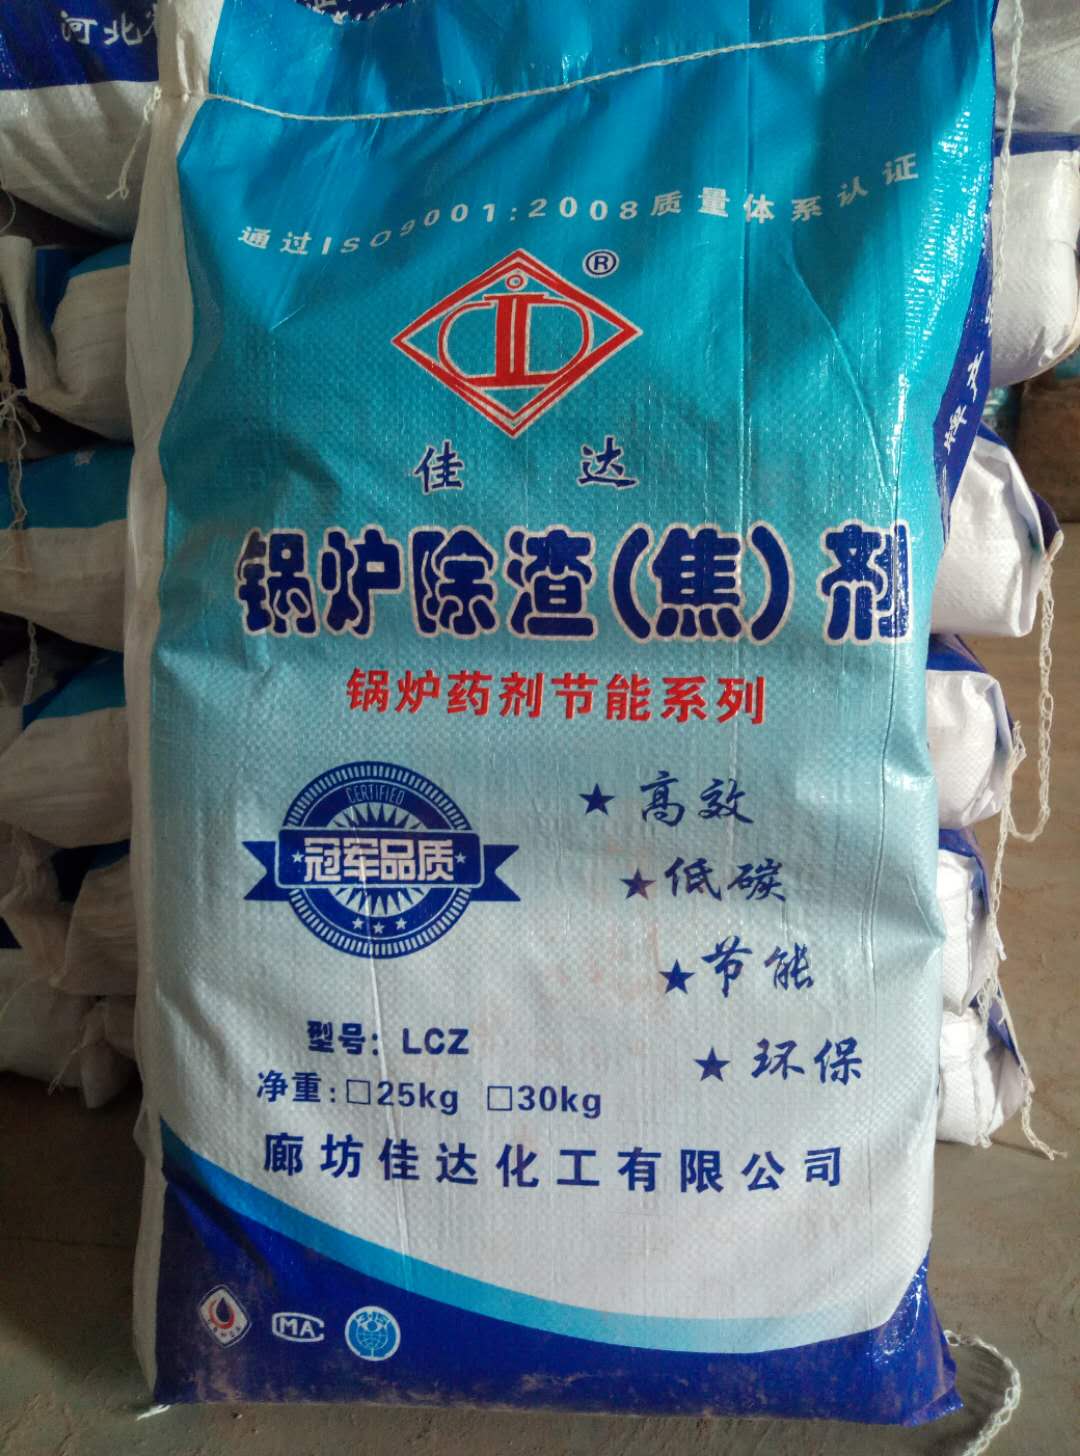 河北
通过ISO9001:2008质量体系认证
®
佳达
锅炉除渣(焦)剂
锅炉药剂节能系列
CERTIFIED
冠军品质
★高效
★低碳
★节能
★环保
型号: LCZ
净重:□25kg □30kg
廊坊佳达化工有限公司
CMA